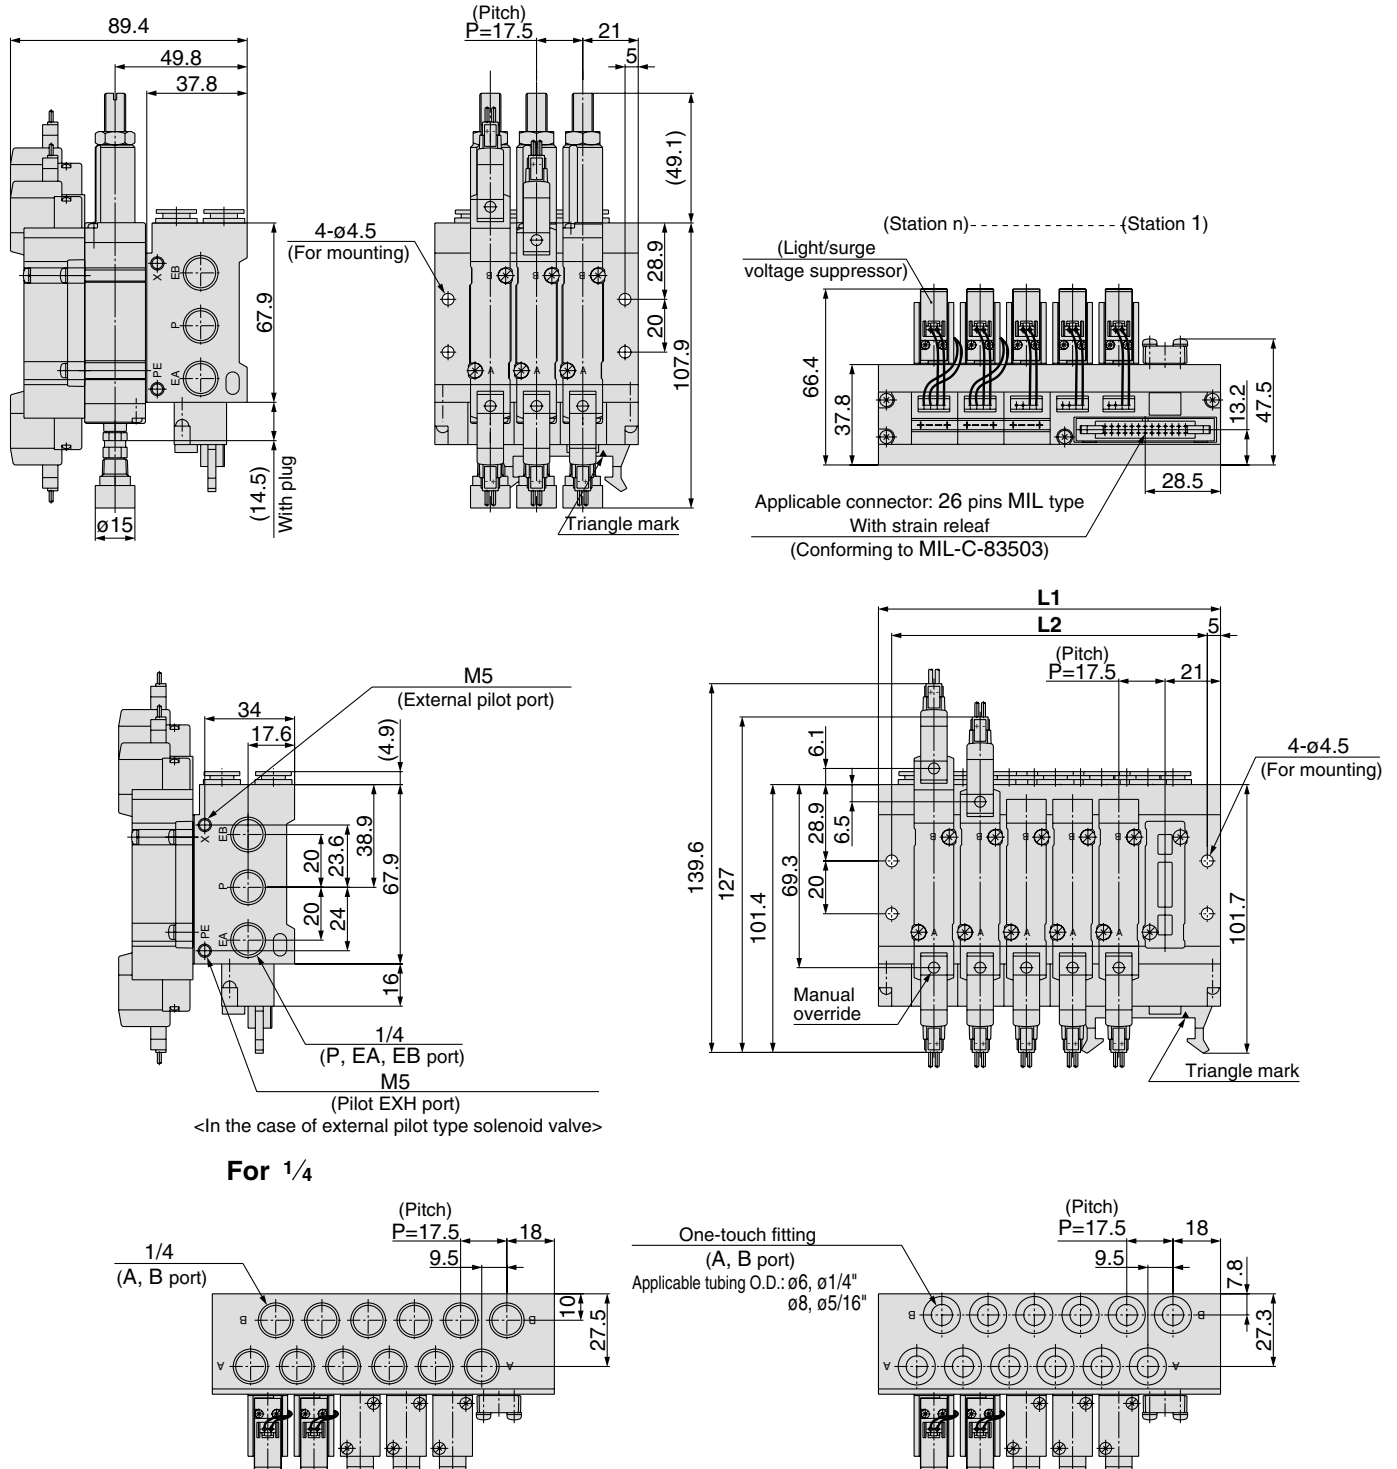 89.4
49.8
37.8
67.9
(14.5)
With plug
ø15
X
EB
P
PE
EA
(Pitch)
P=17.5
21
5
(49.1)
4-ø4.5
(For mounting)
28.9
20
107.9
B
B
B
A
A
A
Triangle mark
(Station n)
(Station 1)
(Light/surge
voltage suppressor)
66.4
37.8
13.2
47.5
28.5
Applicable connector: 26 pins MIL type
With strain releaf
(Conforming to MIL-C-83503)
M5
(External pilot port)
34
17.6
(4.9)
20
23.6
38.9
67.9
20
24
16
X
EB
P
PE
EA
1/4
(P, EA, EB port)
M5
(Pilot EXH port)
<In the case of external pilot type solenoid valve>
L1
L2
5
(Pitch)
P=17.5
21
6.1
4-ø4.5
(For mounting)
139.6
127
101.4
69.3
28.9
6.5
20
101.7
B
B
B
B
B
A
A
A
A
A
Manual
override
Triangle mark
For 1/4
(Pitch)
P=17.5
18
9.5
1/4
(A, B port)
10
27.5
B
B
A
A
(Pitch)
P=17.5
18
9.5
One-touch fitting
(A, B port)
Applicable tubing O.D.: ø6, ø1/4"
ø8, ø5/16"
7.8
27.3
B
B
A
A